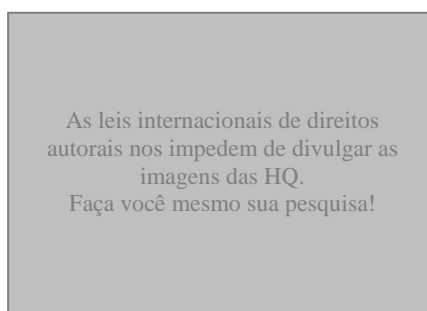 As leis internacionais de direitos
autorais nos impedem de divulgar as
imagens das HQ.
Faça você mesmo sua pesquisa!